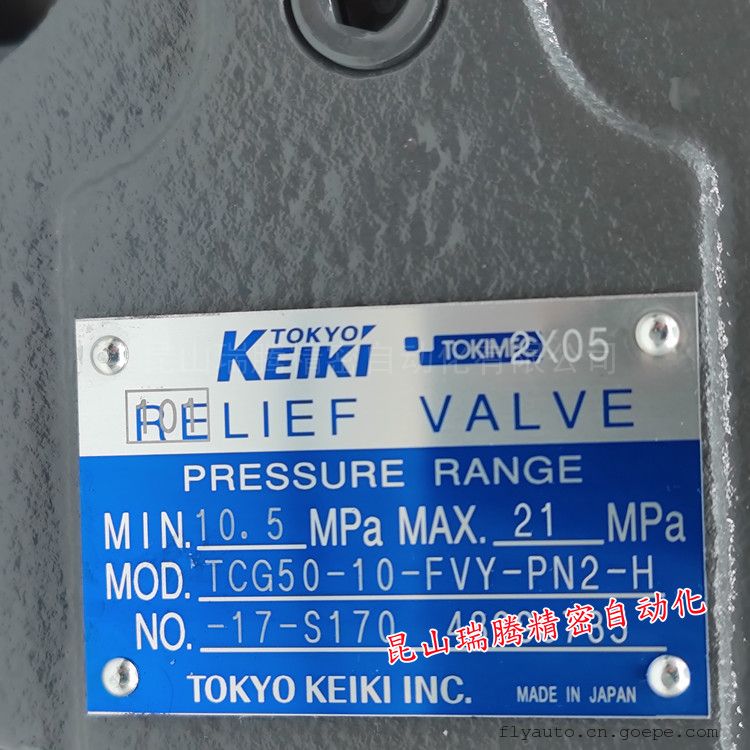 TOKYO
KEIKI TOKIMEC 2X05
101
RELIEF VALVE
PRESSURE RANGE
MIN. 10.5 MPa MAX. 21 MPa
MOD. TCG50-10-FVY-PN2-H
NO. -17-S170
昆山瑞腾精密自动化
TOKYO KEIKI INC. MADE IN JAPAN
flyauto.cn.goepe.com